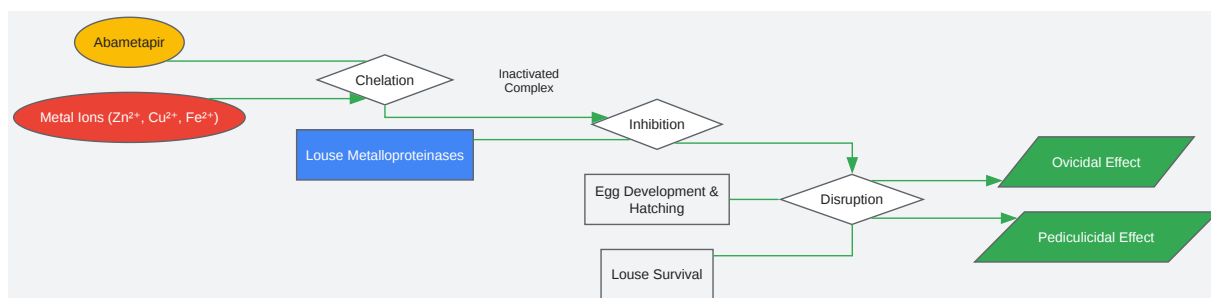 Abametapir
Metal Ions (Zn²⁺, Cu²⁺, Fe²⁺)
Chelation
Inactivated
Complex
Louse Metalloproteinases
Inhibition
Egg Development &
Hatching
Louse Survival
Disruption
Ovicidal Effect
Pediculicidal Effect